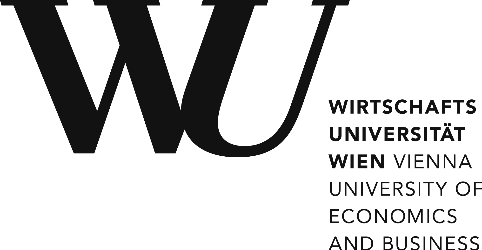 WU
WIRTSCHAFTS
UNIVERSITÄT
WIEN VIENNA
UNIVERSITY OF
ECONOMICS
AND BUSINESS